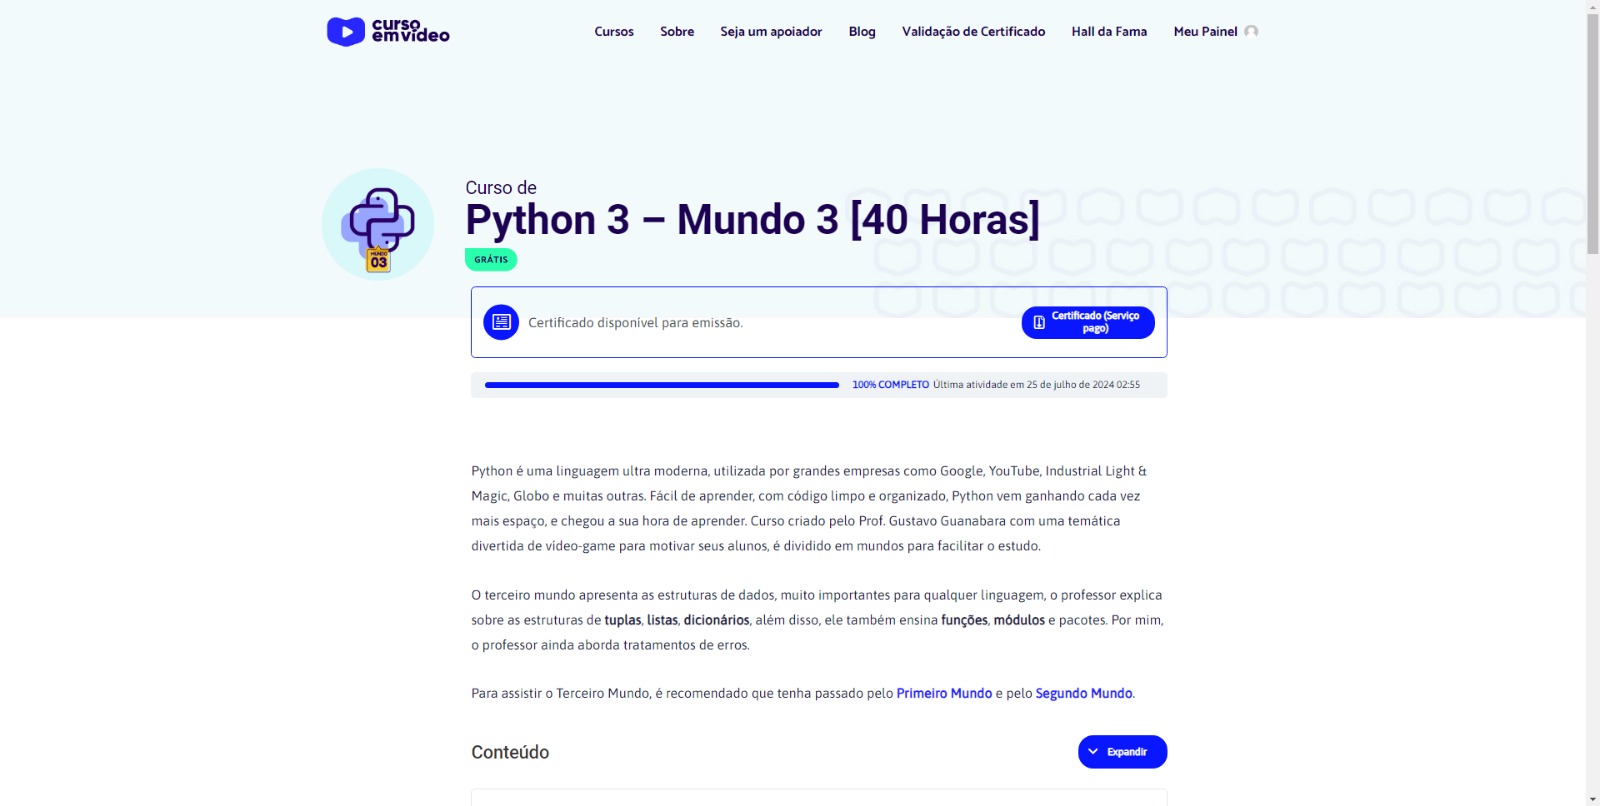 curso
emvídeo
Cursos Sobre Seja um apoiador Blog Validação de Certificado Hall da Fama Meu Painel
Curso de
Python 3 – Mundo 3 [40 Horas]
MUNDO
03
GRÁTIS
Certificado disponível para emissão.
Certificado (Serviço
pago)
100% COMPLETO Última atividade em 25 de julho de 2024 02:55
Python é uma linguagem ultra moderna, utilizada por grandes empresas como Google, YouTube, Industrial Light &
Magic, Globo e muitas outras. Fácil de aprender, com código limpo e organizado, Python vem ganhando cada vez
mais espaço, e chegou a sua hora de aprender. Curso criado pelo Prof. Gustavo Guanabara com uma temática
divertida de vídeo-game para motivar seus alunos, é dividido em mundos para facilitar o estudo.
O terceiro mundo apresenta as estruturas de dados, muito importantes para qualquer linguagem, o professor explica
sobre as estruturas de tuplas, listas, dicionários, além disso, ele também ensina funções, módulos e pacotes. Por mim,
o professor ainda aborda tratamentos de erros.
Para assistir o Terceiro Mundo, é recomendado que tenha passado pelo Primeiro Mundo e pelo Segundo Mundo.
Conteúdo
Expandir